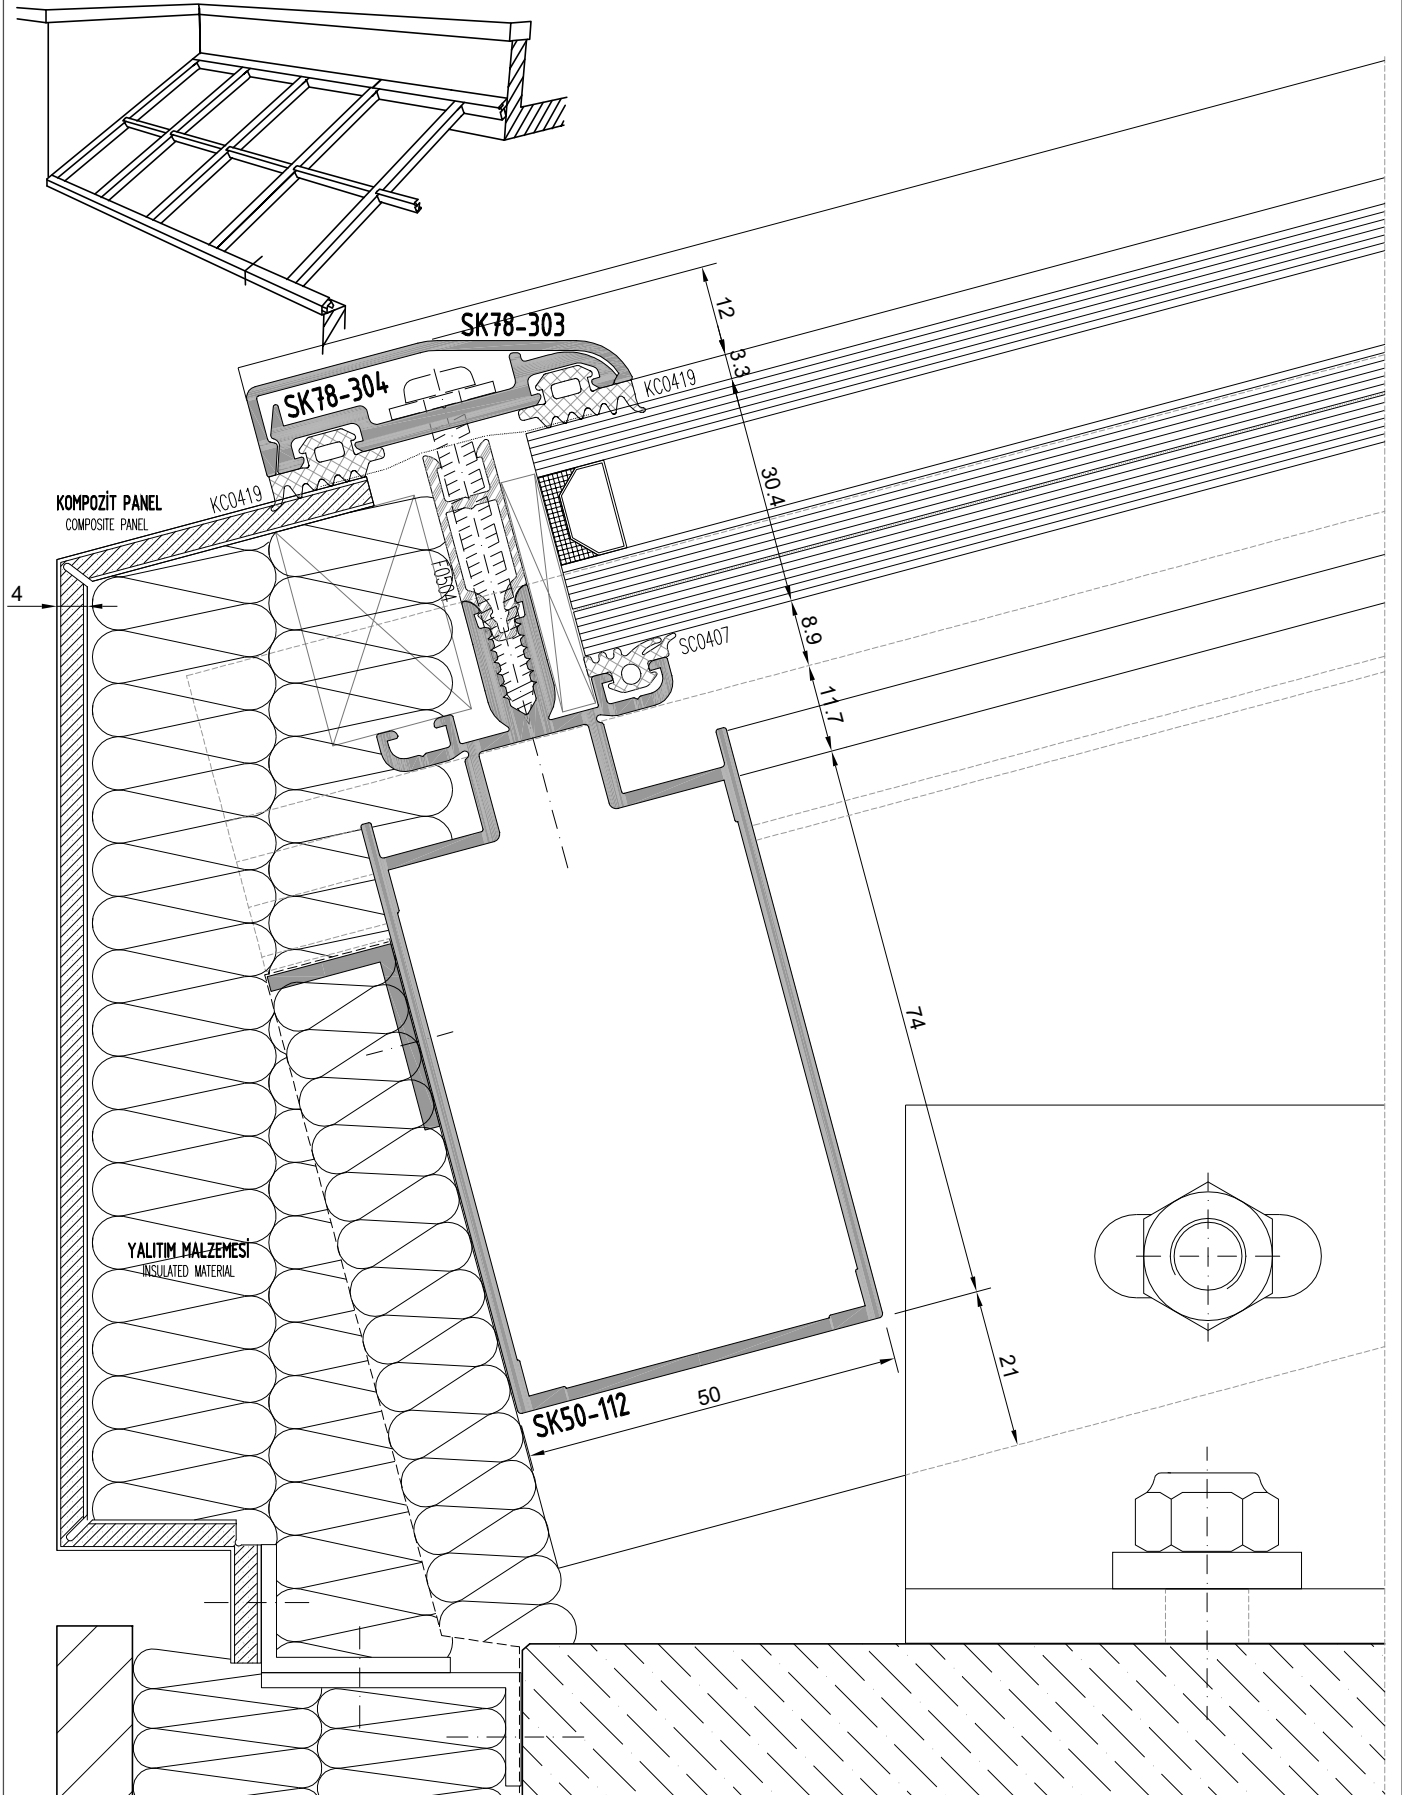 SK78-303
12
3.3
SK78-304
KC0419
KC0419
30.4
KOMPOZİT PANEL
COMPOSITE PANEL
F0504
4
8.9
SC0407
11.7
74
YALITIM MALZEMESİ
INSULATED MATERIAL
21
50
SK50-112